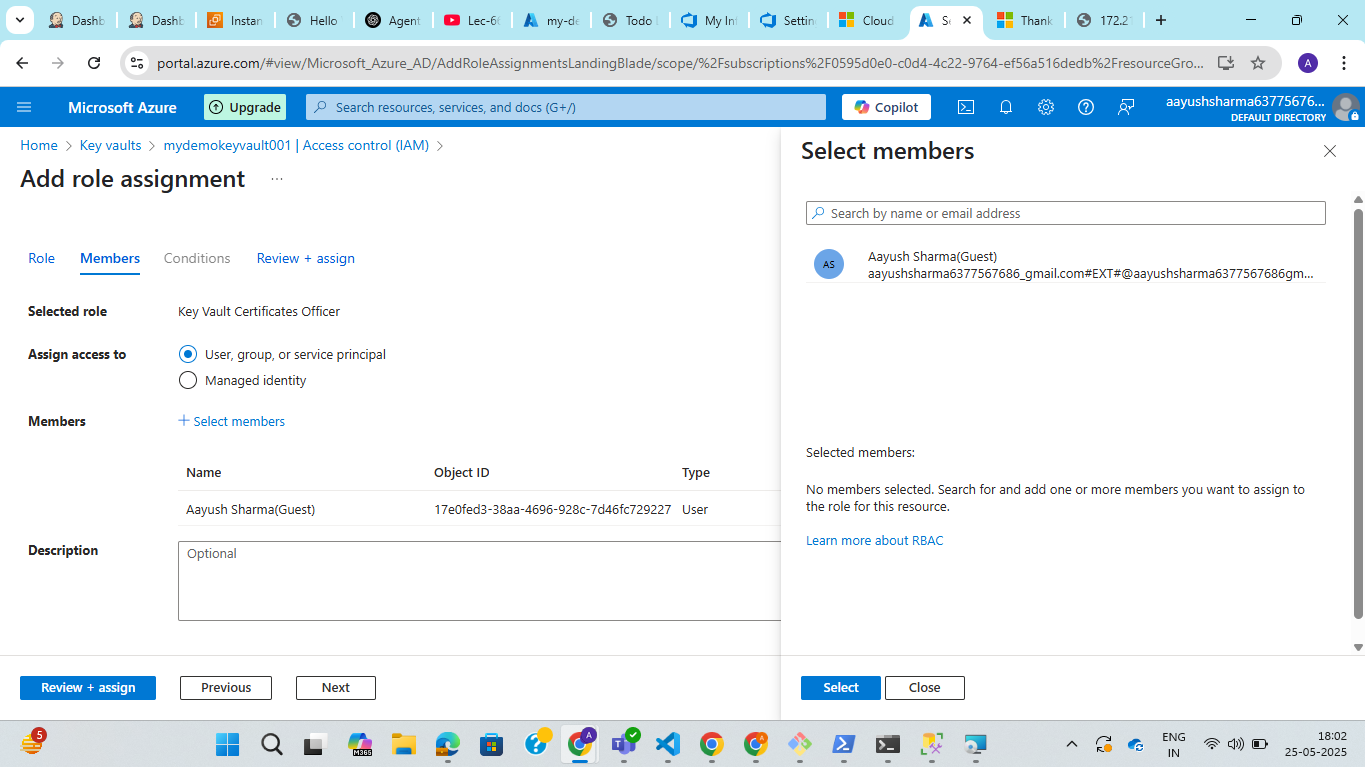 Dashb
Dashb
Instan
Hello
Agent
Lec-6
my-de
Todo
My In
Settin
Cloud
S
Thank
172.2
portal.azure.com/#view/Microsoft_Azure_AD/AddRoleAssignmentsLandingBlade/scope/%2Fsubscriptions%2F0595d0e0-c0d4-4c22-9764-ef56a516dedb%2FresourceGro...
A
Microsoft Azure
Upgrade
Search resources, services, and docs (G+/)
Copilot
aayushsharma63775676...
DEFAULT DIRECTORY
Home > Key vaults > mydemokeyvault001 | Access control (IAM) >
Add role assignment ...
Role
Members
Conditions
Review + assign
Selected role
Key Vault Certificates Officer
Assign access to
User, group, or service principal
Managed identity
Members
+ Select members
Name Object ID Type
Aayush Sharma(Guest) 17e0fed3-38aa-4696-928c-7d46fc729227 User
Description
Optional
Review + assign
Previous
Next
Select members
Search by name or email address
AS
Aayush Sharma(Guest)
aayushsharma6377567686_gmail.com#EXT#@aayushsharma6377567686gm...
Selected members:
No members selected. Search for and add one or more members you want to assign to
the role for this resource.
Learn more about RBAC
Select
Close
5
M365
A
A
ENG
IN
18:02
25-05-2025